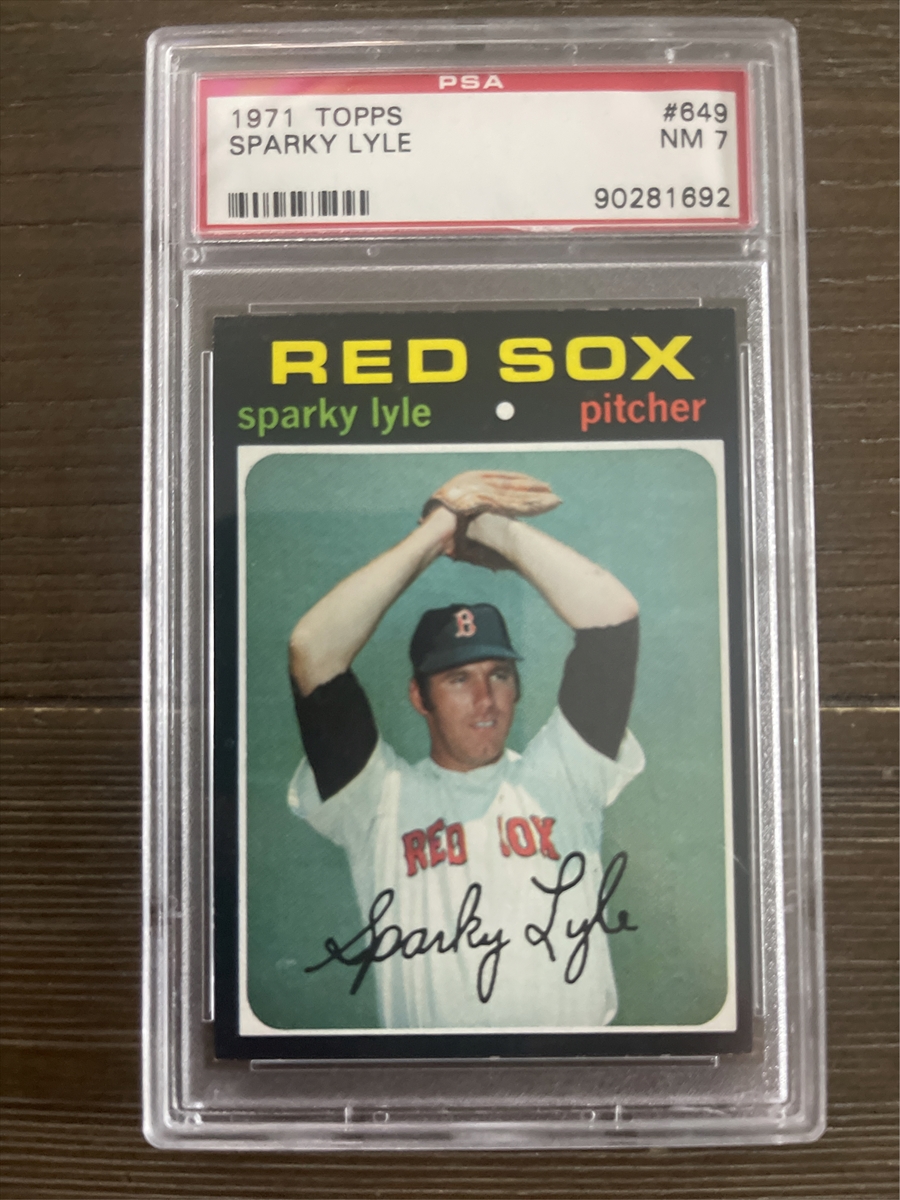 PSA
1971 TOPPS #649
SPARKY LYLE NM 7
90281692
RED SOX
sparky lyle pitcher
B
RED SOX
Sparky Lyle